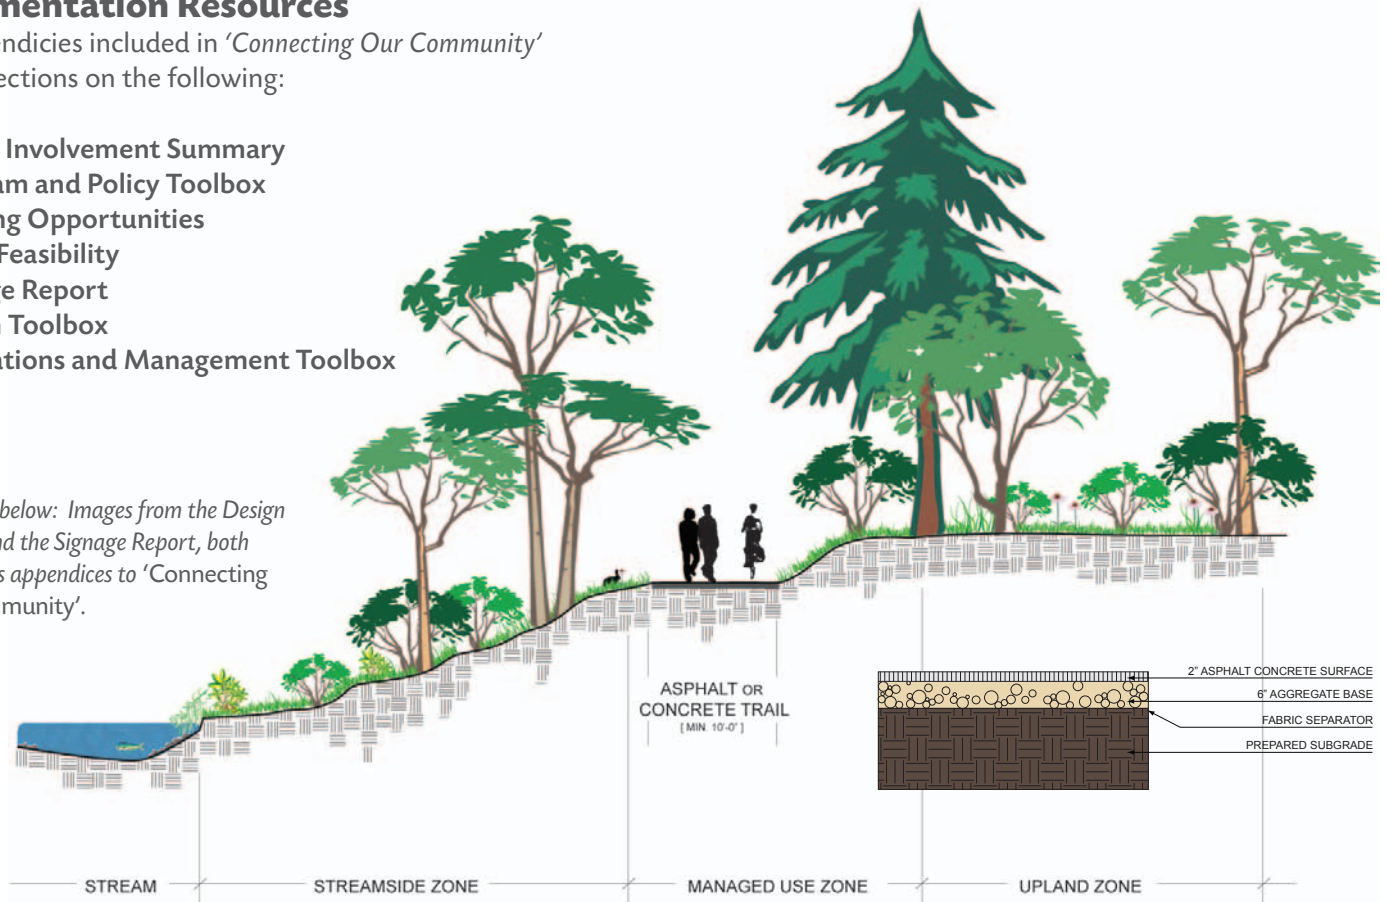 mentation Resources
endicies included in 'Connecting Our Community'
ections on the following:
Involvement Summary
am and Policy Toolbox
ng Opportunities
Feasibility
ge Report
Toolbox
ations and Management Toolbox
below: Images from the Design
nd the Signage Report, both
s appendices to 'Connecting
munity'.
ASPHALT OR
CONCRETE TRAIL
[ MIN. 10'-0" ]
2" ASPHALT CONCRETE SURFACE
6" AGGREGATE BASE
FABRIC SEPARATOR
PREPARED SUBGRADE
STREAM
STREAMSIDE ZONE
MANAGED USE ZONE
UPLAND ZONE